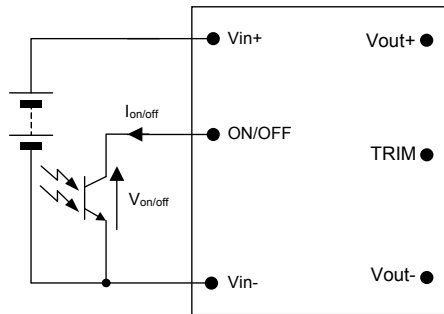 Vin+
Vout+
Ion/off
ON/OFF
TRIM
Von/off
Vin-
Vout-